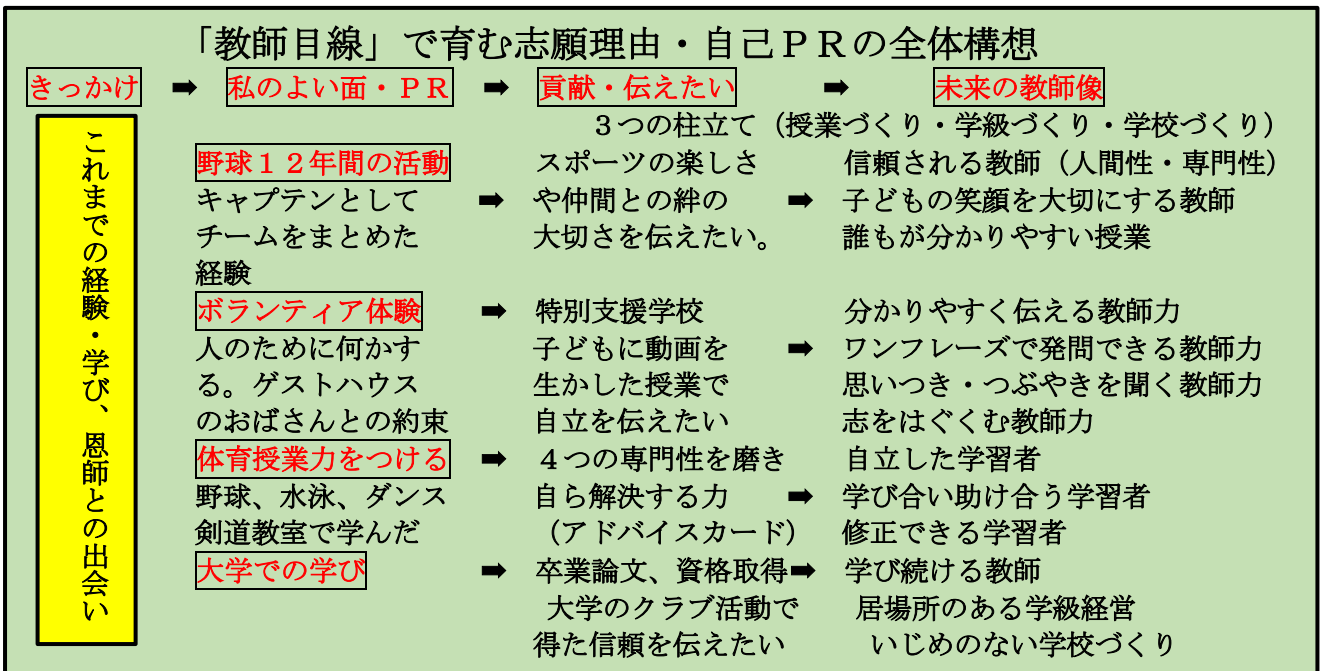 「教師目線」で育む志願理由・自己ＰＲの全体構想
きっかけ ➡ 私のよい面・ＰＲ ➡ 貢献・伝えたい ➡ 未来の教師像
これまでの経験・学び、恩師との出会い
３つの柱立て（授業づくり・学級づくり・学校づくり）
野球１２年間の活動 スポーツの楽しさ 信頼される教師（人間性・専門性）
キャプテンとして ➡ や仲間との絆の ➡ 子どもの笑顔を大切にする教師
チームをまとめた 大切さを伝えたい。 誰もが分かりやすい授業
経験
ボランティア体験 ➡ 特別支援学校 分かりやすく伝える教師力
人のために何かす 子どもに動画を ➡ ワンフレーズで発問できる教師力
る。ゲストハウス 生かした授業で 思いつき・つぶやきを聞く教師力
のおばさんとの約束 自立を伝えたい 志をはぐくむ教師力
体育授業力をつける ➡ ４つの専門性を磨き 自立した学習者
野球、水泳、ダンス 自ら解決する力 ➡ 学び合い助け合う学習者
剣道教室で学んだ （アドバイスカード） 修正できる学習者
大学での学び ➡ 卒業論文、資格取得➡ 学び続ける教師
大学のクラブ活動で 居場所のある学級経営
得た信頼を伝えたい いじめのない学校づくり